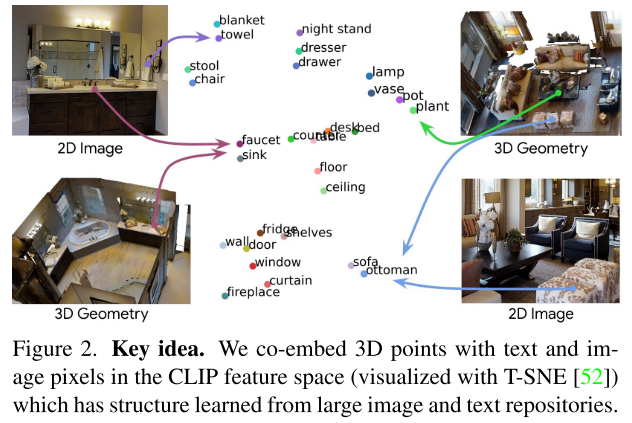 blanket
towel
night stand
dresser
drawer
stool
chair
lamp
vase
pot
plant
2D Image
3D Geometry
faucet
sink
counter
table
desk
bed
floor
ceiling
fridge
shelves
wall
door
window
curtain
fireplace
sofa
ottoman
3D Geometry
2D Image
Figure 2. Key idea. We co-embed 3D points with text and im-
age pixels in the CLIP feature space (visualized with T-SNE [52])
which has structure learned from large image and text repositories.